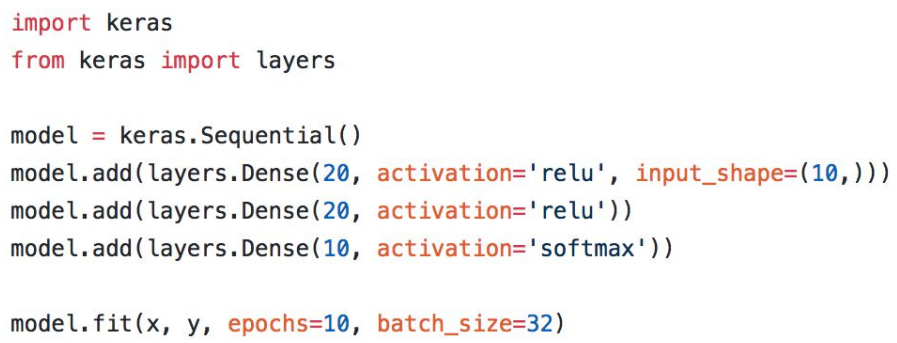 import keras
from keras import layers
model = keras.Sequential()
model.add(layers.Dense(20, activation='relu', input_shape=(10,)))
model.add(layers.Dense(20, activation='relu'))
model.add(layers.Dense(10, activation='softmax'))
model.fit(x, y, epochs=10, batch_size=32)